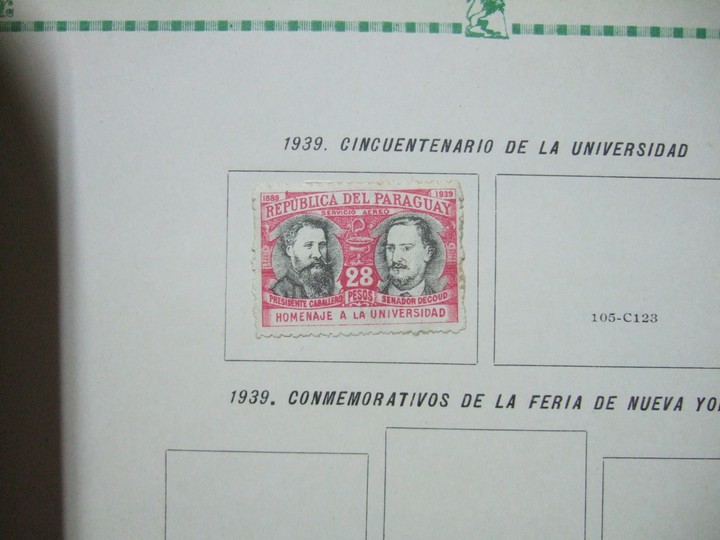 1939. CINCUENTENARIO DE LA UNIVERSIDAD
1889 1939
REPÚBLICA DEL PARAGUAY
SERVICIO AEREO
28
PRESIDENTE CABALLERO PESOS SENADOR DECOUD
HOMENAJE A LA UNIVERSIDAD
105-C123
1939. CONMEMORATIVOS DE LA FERIA DE NUEVA YO